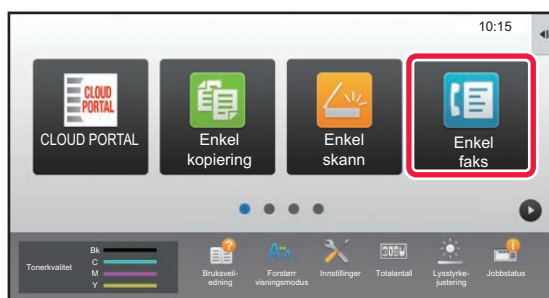 10:15
CLOUD
PORTAL
CLOUD PORTAL
Enkel
kopiering
Enkel
skann
Enkel
faks
Tonerkvalitet
Bk
C
M
Y
Bruksveil-
edning
Forstørr
visningsmodus
Innstillinger
Totalantall
Lysstyrke-
justering
Jobbstatus